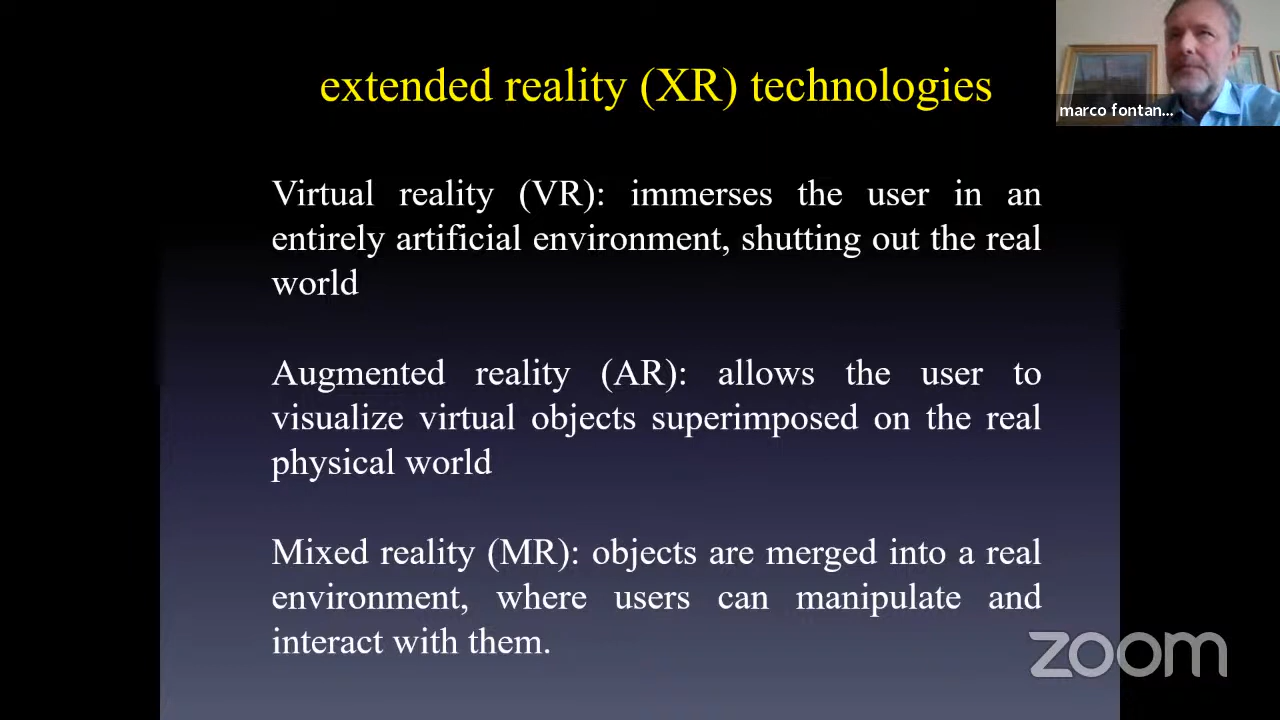 extended reality (XR) technologies
marco fontan...
Virtual reality (VR): immerses the user in an
entirely artificial environment, shutting out the real
world
Augmented reality (AR): allows the user to
visualize virtual objects superimposed on the real
physical world
Mixed reality (MR): objects are merged into a real
environment, where users can manipulate and
interact with them.
zoom